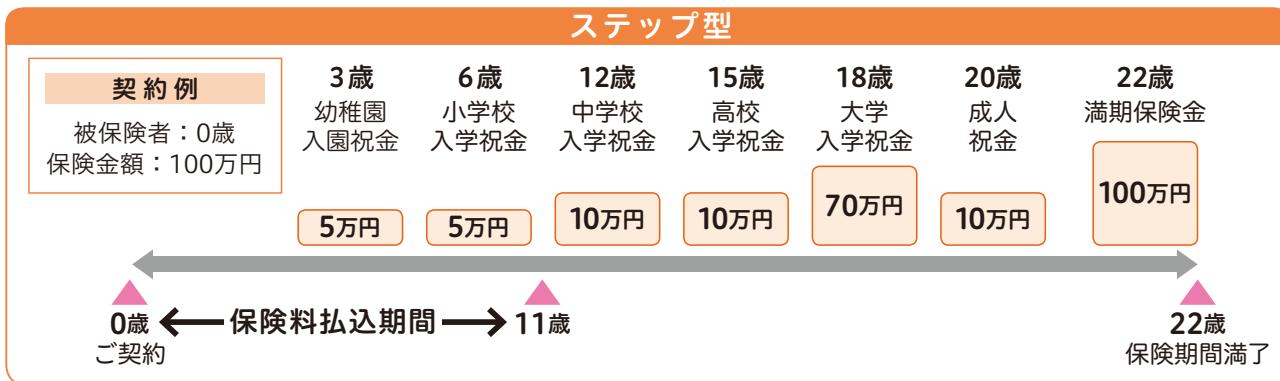 ステップ型
契約例
被保険者：0歳
保険金額：100万円
3歳
幼稚園
入園祝金
5万円
6歳
小学校
入学祝金
5万円
12歳
中学校
入学祝金
10万円
15歳
高校
入学祝金
10万円
18歳
大学
入学祝金
70万円
20歳
成人
祝金
10万円
22歳
満期保険金
100万円
0歳
ご契約
保険料払込期間
11歳
22歳
保険期間満了